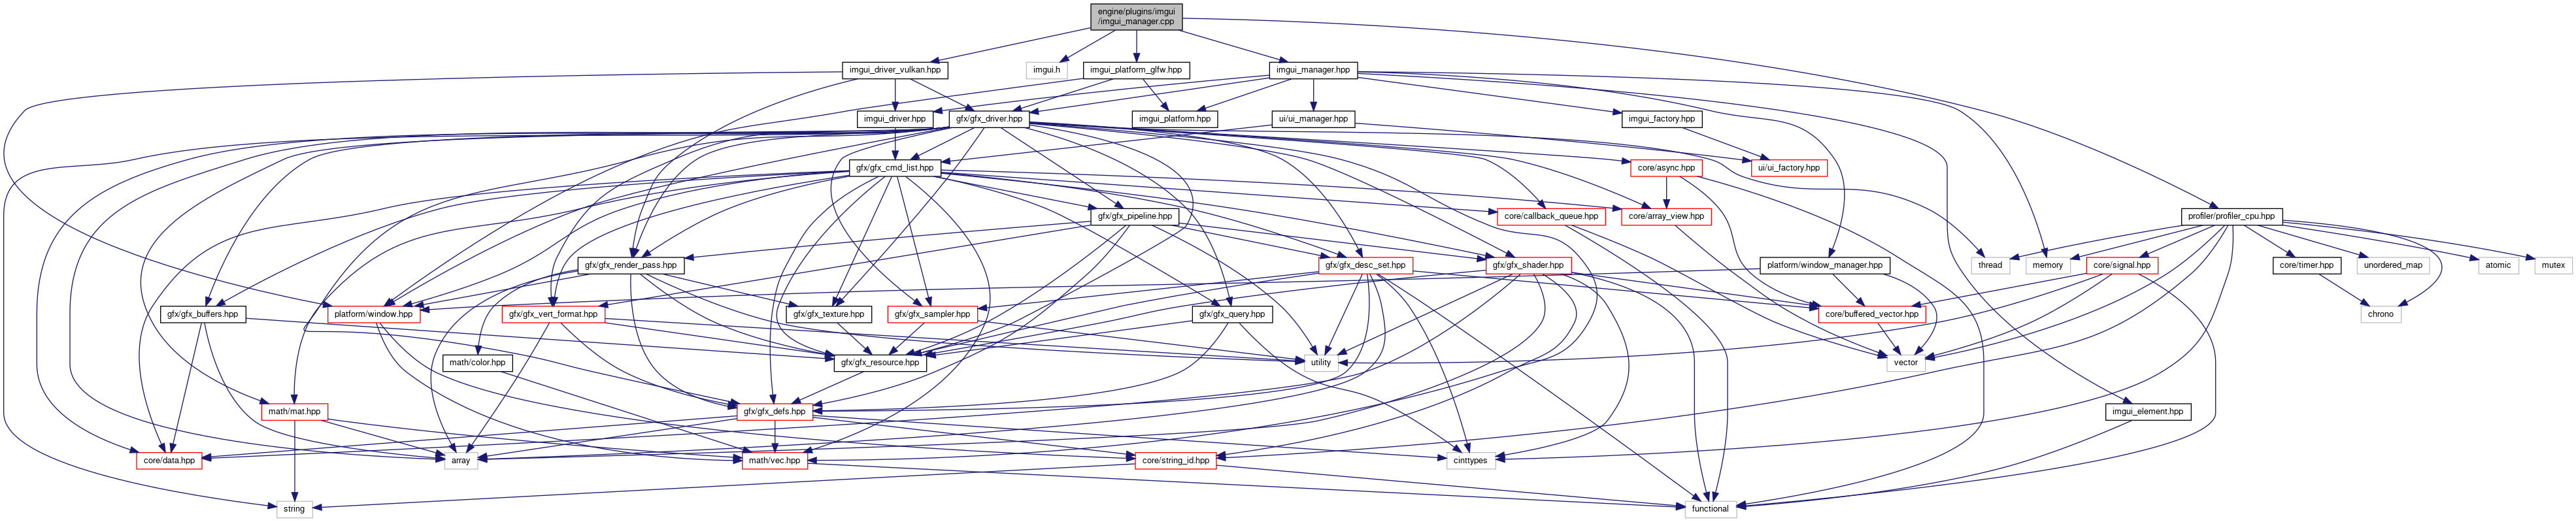 engine/plugins/imgui
/imgui_manager.cpp
imgui_driver_vulkan.hpp
imgui.h
imgui_platform_glfw.hpp
imgui_manager.hpp
imgui_driver.hpp
gfx/gfx_driver.hpp
imgui_platform.hpp
ui/ui_manager.hpp
imgui_factory.hpp
gfx/gfx_cmd_list.hpp
core/async.hpp
ui/ui_factory.hpp
gfx/gfx_pipeline.hpp
core/callback_queue.hpp
core/array_view.hpp
profiler/profiler_cpu.hpp
gfx/gfx_render_pass.hpp
gfx/gfx_desc_set.hpp
gfx/gfx_shader.hpp
platform/window_manager.hpp
thread
memory
core/signal.hpp
core/timer.hpp
unordered_map
atomic
mutex
gfx/gfx_buffers.hpp
platform/window.hpp
gfx/gfx_vert_format.hpp
gfx/gfx_texture.hpp
gfx/gfx_sampler.hpp
gfx/gfx_query.hpp
core/buffered_vector.hpp
chrono
math/color.hpp
gfx/gfx_resource.hpp
utility
vector
math/mat.hpp
gfx/gfx_defs.hpp
imgui_element.hpp
core/data.hpp
array
math/vec.hpp
core/string_id.hpp
cinttypes
string
functional